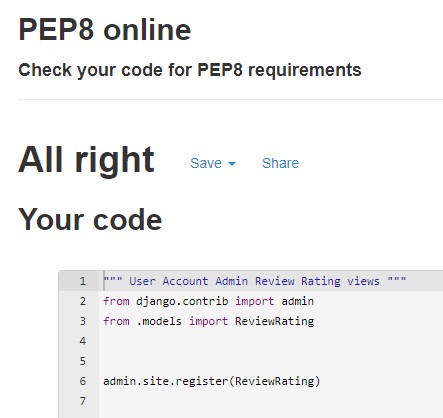 PEP8 online
Check your code for PEP8 requirements
All right Save Share
Your code
1 """ User Account Admin Review Rating views """
2 from django.contrib import admin
3 from .models import ReviewRating
4
5
6 admin.site.register(ReviewRating)
7